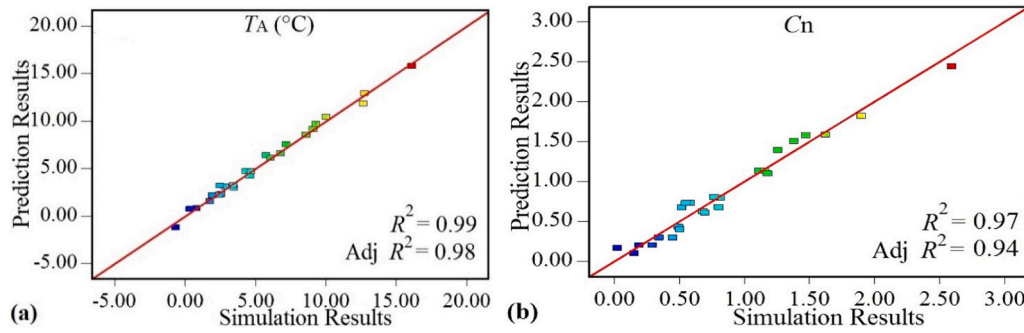 TA (°C)
Prediction Results
20.00
15.00
10.00
5.00
0.00
-5.00
R² = 0.99
Adj R² = 0.98
-5.00 0.00 5.00 10.00 15.00 20.00
Simulation Results
(a)
Cn
Prediction Results
3.00
2.50
2.00
1.50
1.00
0.50
0.00
R² = 0.97
Adj R² = 0.94
0.00 0.50 1.00 1.50 2.00 2.50 3.00
Simulation Results
(b)